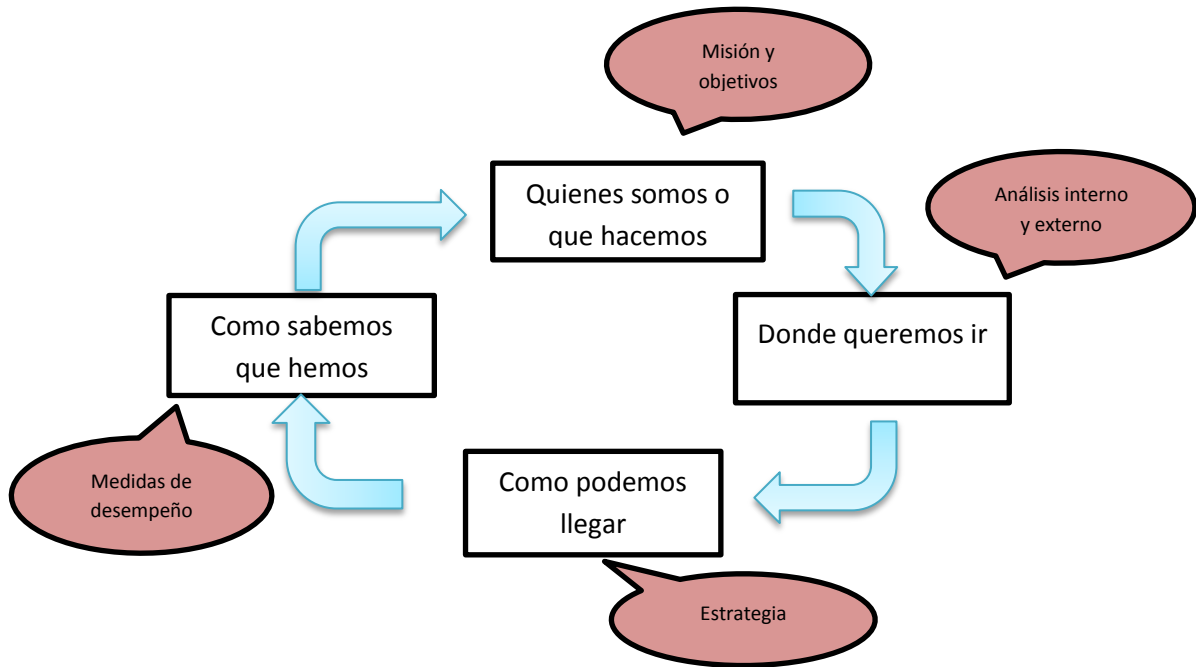 Misión y
objetivos
Quienes somos o
que hacemos
Análisis interno
y externo
Como sabemos
que hemos
Donde queremos ir
Medidas de
desempeño
Como podemos
llegar
Estrategia